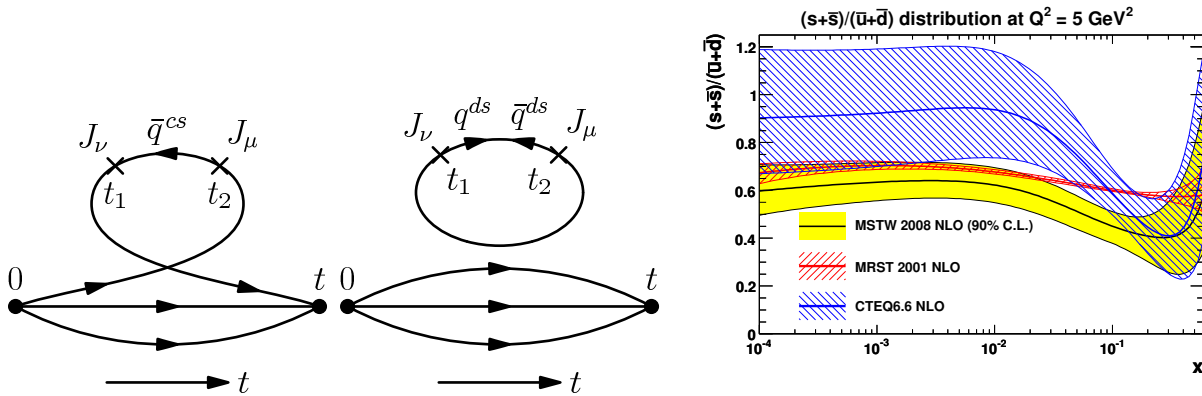 J_ν q̄^{cs} J_μ
t_1 t_2
0 t
t
J_ν q^{ds} q̄^{ds} J_μ
t_1 t_2
0 t
t
(s+s̄)/(ū+d̄) distribution at Q² = 5 GeV²
(s+s̄)/(ū+d̄)
1.2
1
0.8
0.6
0.4
0.2
0
MSTW 2008 NLO (90% C.L.)
MRST 2001 NLO
CTEQ6.6 NLO
10⁻⁴ 10⁻³ 10⁻² 10⁻¹
x